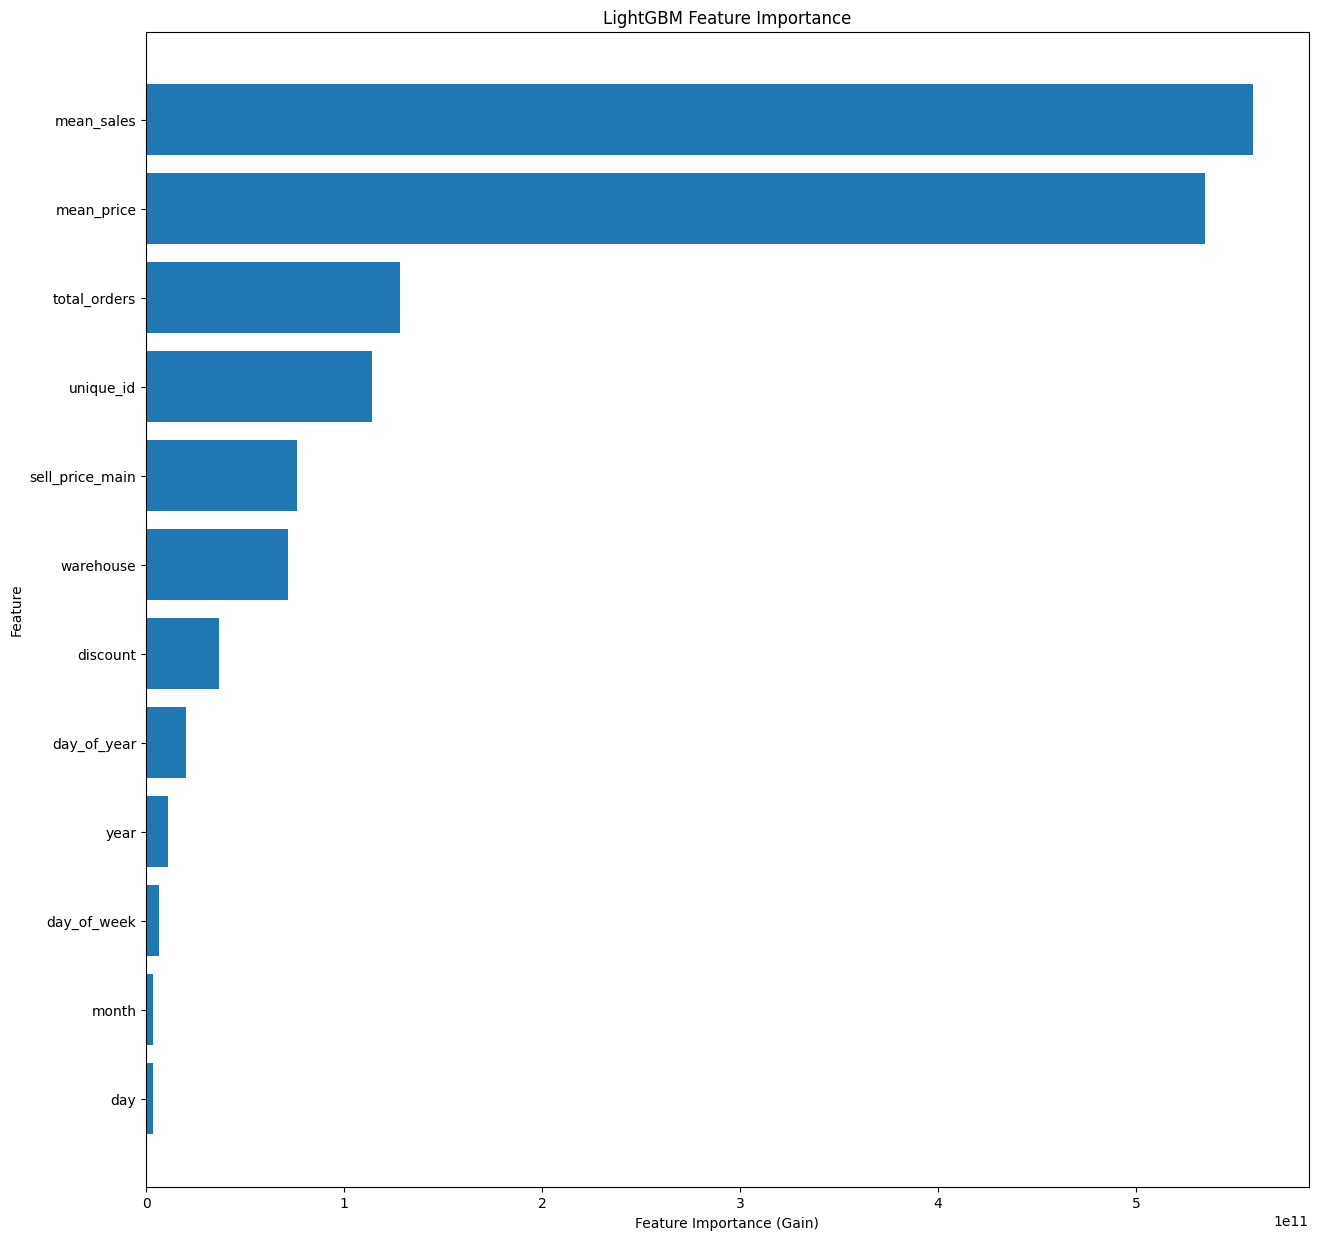 LightGBM Feature Importance
Feature
mean_sales
mean_price
total_orders
unique_id
sell_price_main
warehouse
discount
day_of_year
year
day_of_week
month
day
0 1 2 3 4 5
1e11
Feature Importance (Gain)